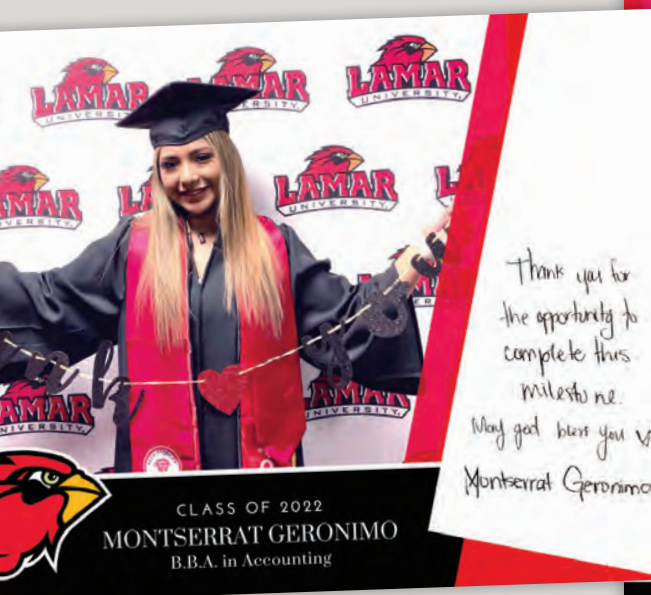 LAMAR
UNIVERSITY
LAMAR
UNIVERSITY
LAMAR
UNIVERSITY
LAMAR
UNIVERSITY
LAMAR
UNIVERSITY
Thank you for
the opportunity to
complete this
milestone.
May god bless you
Montserrat Geronimo
CLASS OF 2022
MONTSERRAT GERONIMO
B.B.A. in Accounting